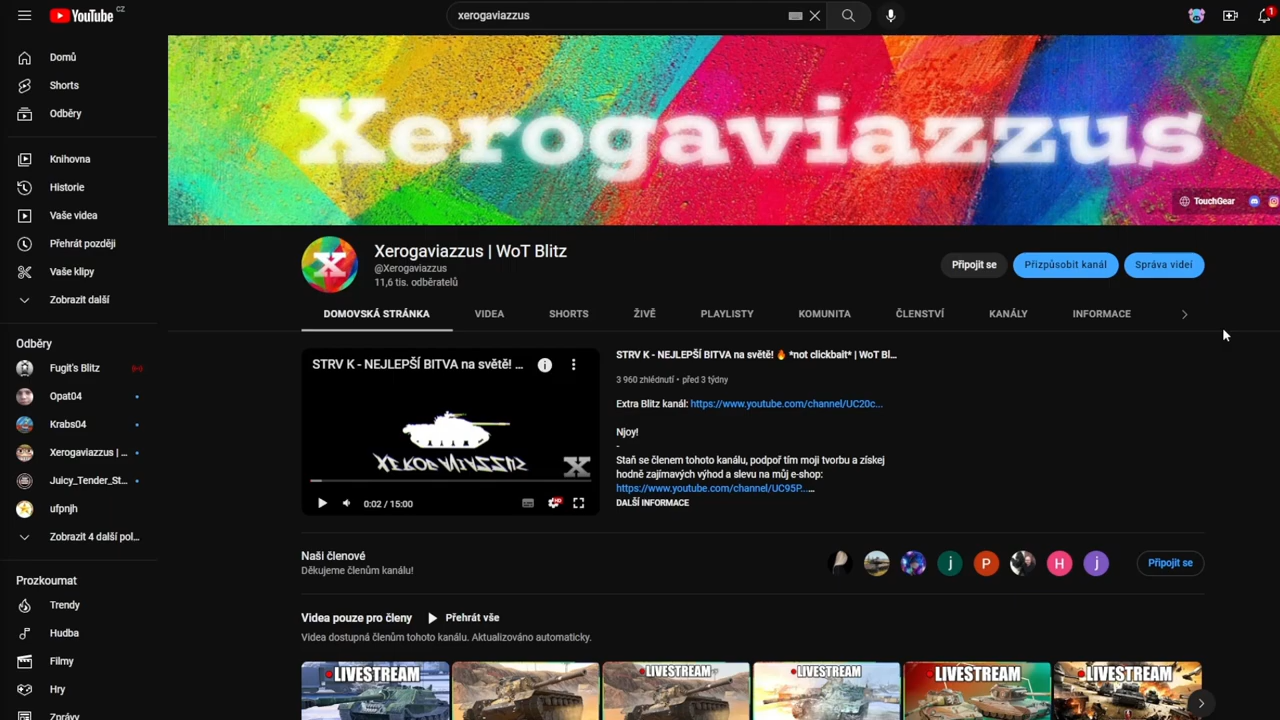 YouTube CZ
xerogaviazzus
1
Domů
Shorts
Odběry
Knihovna
Historie
Vaše videa
Přehrát později
Vaše klipy
Zobrazit další
Odběry
Fugit's Blitz
Opat04
Krabs04
Xerogaviazzus | ...
Juicy_Tender_St...
ufpnjh
Zobrazit 4 další pol...
Prozkoumat
Trendy
Hudba
Filmy
Hry
Zprávy
Xerogaviazzus
TouchGear
X
Xerogaviazzus | WoT Blitz
@Xerogaviazzus
11,6 tis. odběratelů
Připojit se
Přizpůsobit kanál
Správa videí
DOMOVSKÁ STRÁNKA
VIDEA
SHORTS
ŽIVĚ
PLAYLISTY
KOMUNITA
ČLENSTVÍ
KANÁLY
INFORMACE
STRV K - NEJLEPŠÍ BITVA na světě! ...
X
0:02 / 15:00
HD
STRV K - NEJLEPŠÍ BITVA na světě! 🔥 *not clickbait* | WoT Bl...
3 960 zhlédnutí • před 3 týdny
Extra Blitz kanál: https://www.youtube.com/channel/UC20c...
Njoy!
-
Staň se členem tohoto kanálu, podpoř tím moji tvorbu a získej
hodně zajímavých výhod a slevu na můj e-shop:
https://www.youtube.com/channel/UC95P...…
DALŠÍ INFORMACE
Naši členové
Děkujeme členům kanálu!
j
P
H
j
Připojit se
Videa pouze pro členy
Přehrát vše
Videa dostupná členům tohoto kanálu. Aktualizováno automaticky.
LIVESTREAM
LIVESTREAM
LIVESTREAM
LIVESTREAM
LIVESTREAM